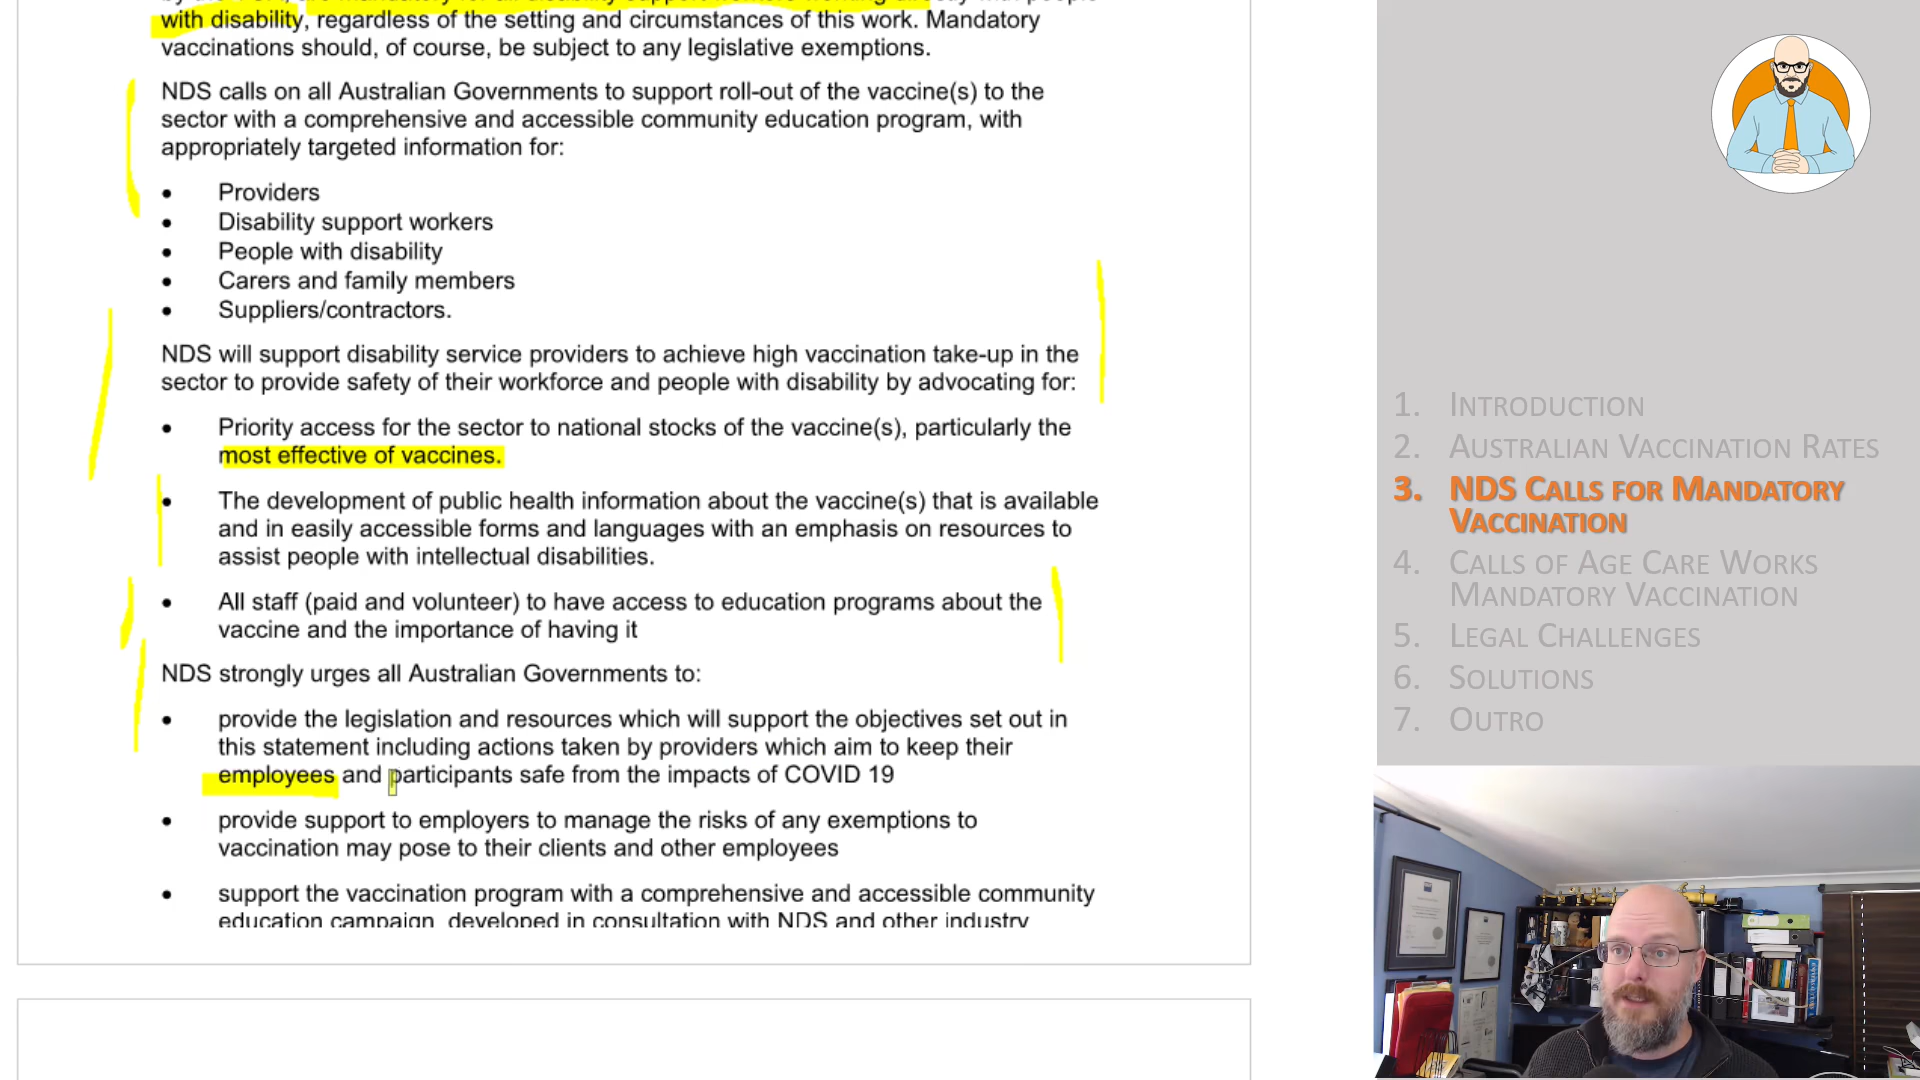 with disability, regardless of the setting and circumstances of this work. Mandatory
vaccinations should, of course, be subject to any legislative exemptions.
NDS calls on all Australian Governments to support roll-out of the vaccine(s) to the
sector with a comprehensive and accessible community education program, with
appropriately targeted information for:
• Providers
• Disability support workers
• People with disability
• Carers and family members
• Suppliers/contractors.
NDS will support disability service providers to achieve high vaccination take-up in the
sector to provide safety of their workforce and people with disability by advocating for:
• Priority access for the sector to national stocks of the vaccine(s), particularly the
most effective of vaccines.
• The development of public health information about the vaccine(s) that is available
and in easily accessible forms and languages with an emphasis on resources to
assist people with intellectual disabilities.
• All staff (paid and volunteer) to have access to education programs about the
vaccine and the importance of having it
NDS strongly urges all Australian Governments to:
• provide the legislation and resources which will support the objectives set out in
this statement including actions taken by providers which aim to keep their
employees and participants safe from the impacts of COVID 19
• provide support to employers to manage the risks of any exemptions to
vaccination may pose to their clients and other employees
• support the vaccination program with a comprehensive and accessible community
education campaign, developed in consultation with NDS and other industry
1. INTRODUCTION
2. AUSTRALIAN VACCINATION RATES
3. NDS CALLS FOR MANDATORY
VACCINATION
4. CALLS OF AGE CARE WORKS
MANDATORY VACCINATION
5. LEGAL CHALLENGES
6. SOLUTIONS
7. OUTRO